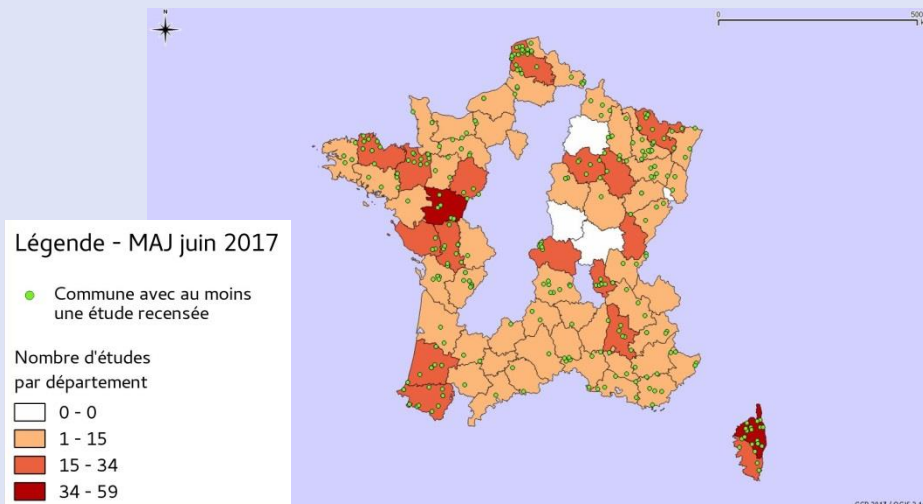 N
0
500
Légende - MAJ juin 2017
Commune avec au moins
une étude recensée
Nombre d'études
par département
0 - 0
1 - 15
15 - 34
34 - 59